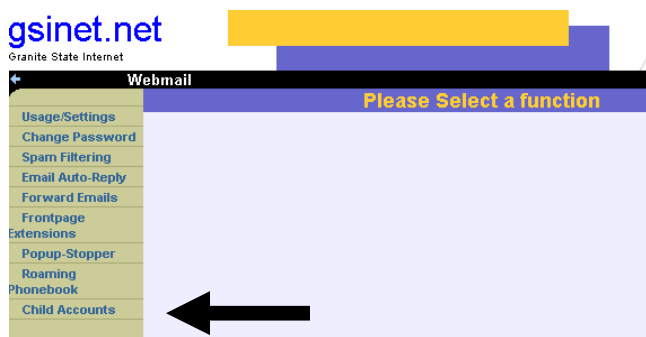 gsinet.net
Granite State Internet
Webmail
Please Select a function
Usage/Settings
Change Password
Spam Filtering
Email Auto-Reply
Forward Emails
Frontpage
Extensions
Popup-Stopper
Roaming
Phonebook
Child Accounts